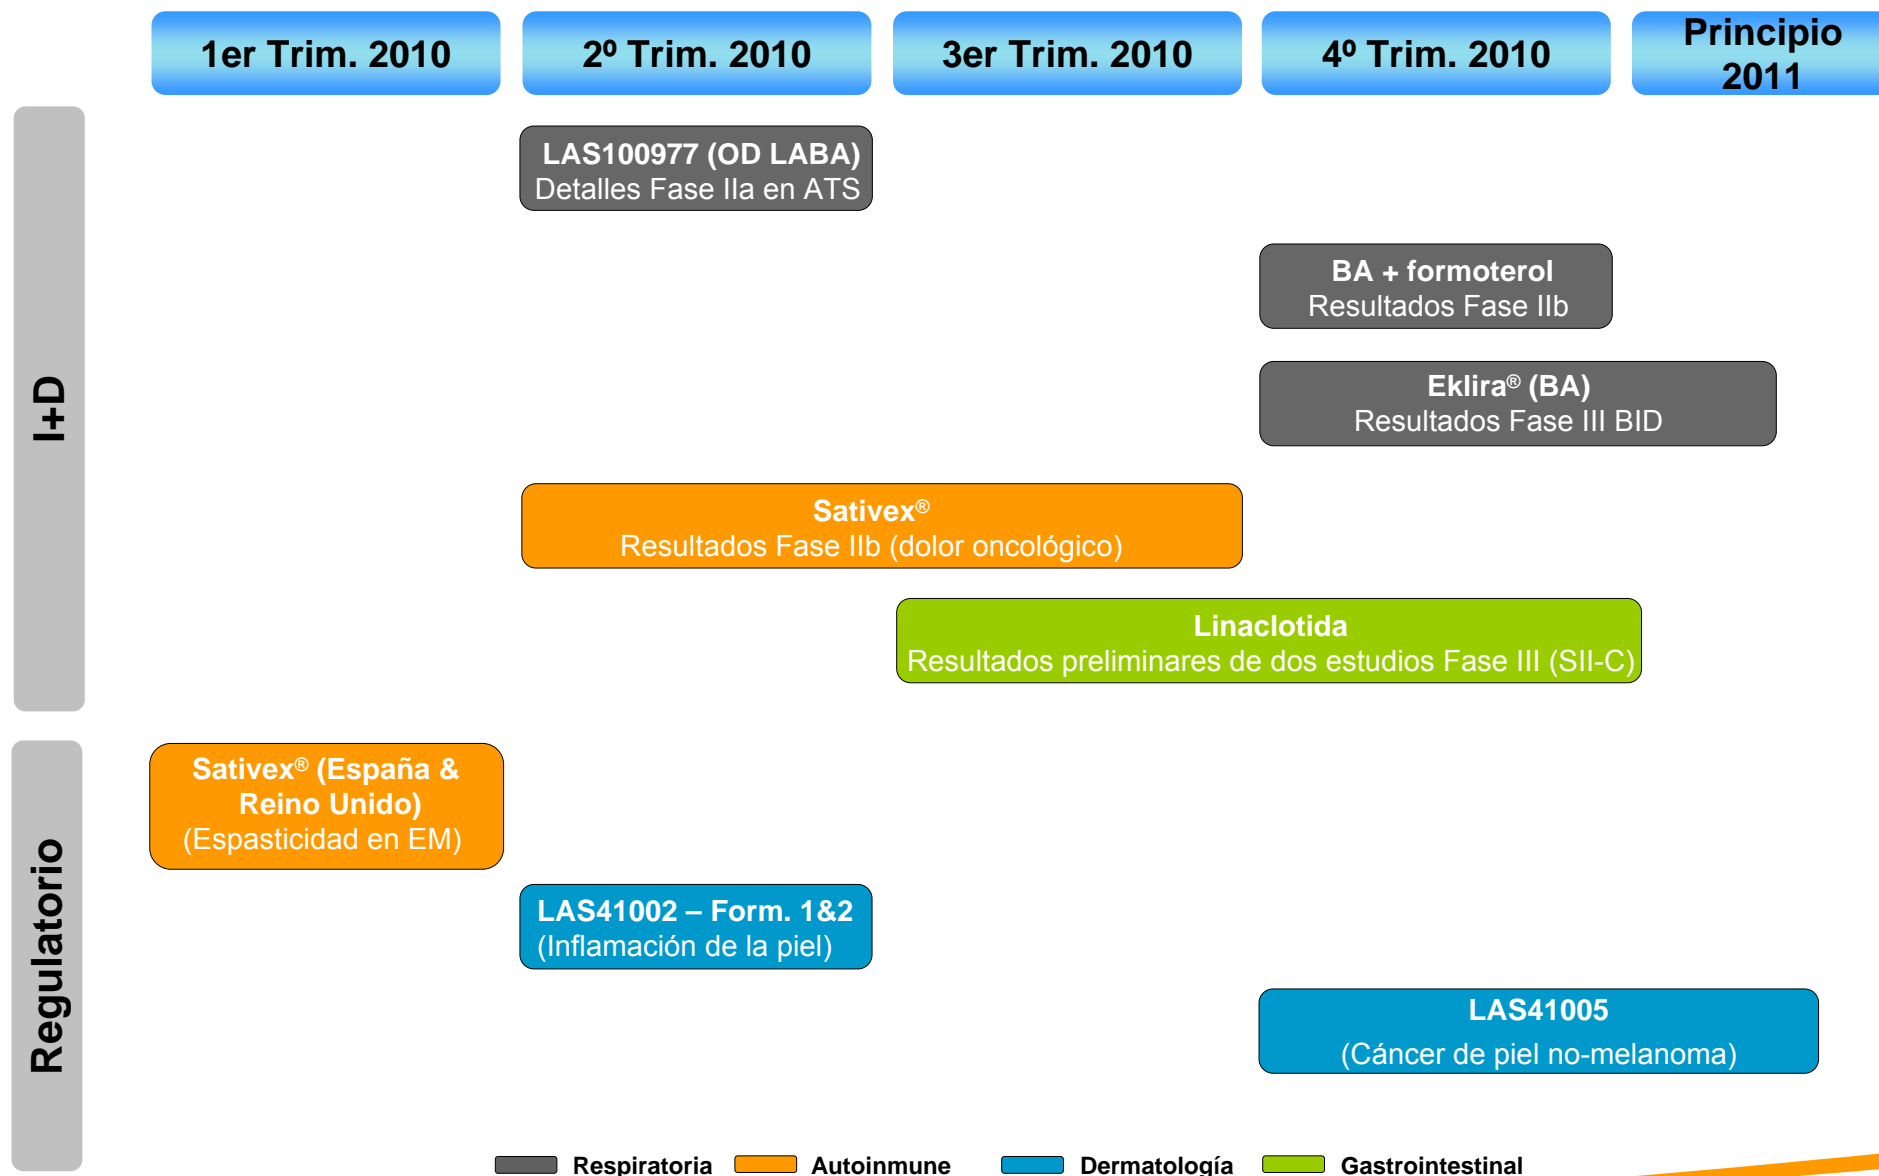 1er Trim. 2010
2º Trim. 2010
3er Trim. 2010
4º Trim. 2010
Principio
2011
I+D
LAS100977 (OD LABA)
Detalles Fase IIa en ATS
BA + formoterol
Resultados Fase IIb
Eklira® (BA)
Resultados Fase III BID
Sativex®
Resultados Fase IIb (dolor oncológico)
Linaclotida
Resultados preliminares de dos estudios Fase III (SII-C)
Regulatorio
Sativex® (España &
Reino Unido)
(Espasticidad en EM)
LAS41002 – Form. 1&2
(Inflamación de la piel)
LAS41005
(Cáncer de piel no-melanoma)
Respiratoria
Autoinmune
Dermatología
Gastrointestinal